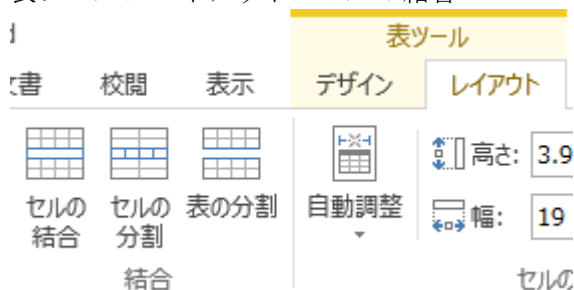 d
表ツール
書 校閲 表示 デザイン レイアウト
セルの結合 セルの分割 表の分割 自動調整 高さ: 3.9
幅: 19
結合 セルの